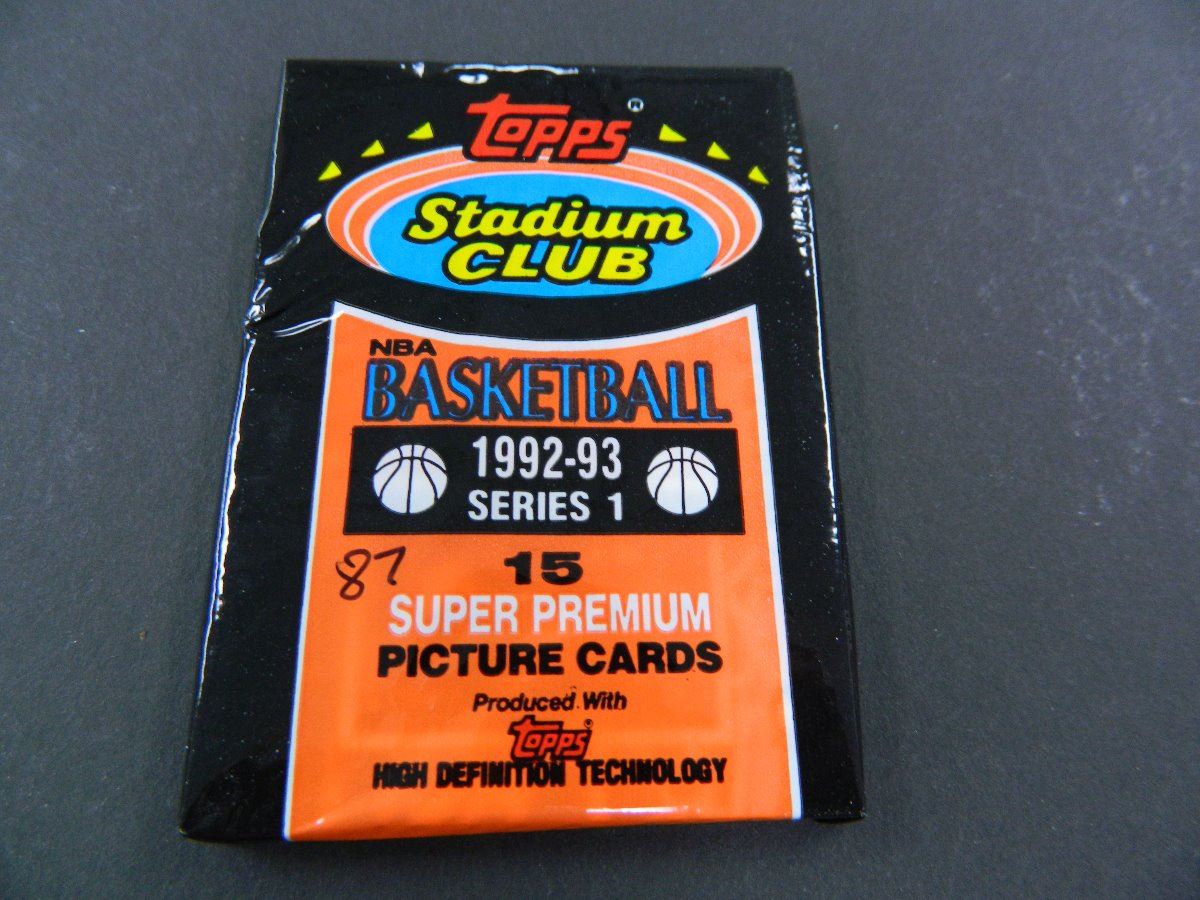 TOPPS ®
Stadium
CLUB
NBA
BASKETBALL
1992-93
SERIES 1
87
15
SUPER PREMIUM
PICTURE CARDS
Produced With
TOPPS ®
HIGH DEFINITION TECHNOLOGY